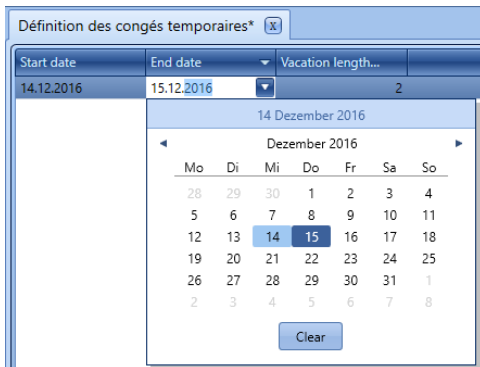 Définition des congés temporaires* x
Start date End date Vacation length...
14.12.2016 15.12.2016 2
14 Dezember 2016
Dezember 2016
Mo Di Mi Do Fr Sa So
28 29 30 1 2 3 4
5 6 7 8 9 10 11
12 13 14 15 16 17 18
19 20 21 22 23 24 25
26 27 28 29 30 31 1
2 3 4 5 6 7 8
Clear